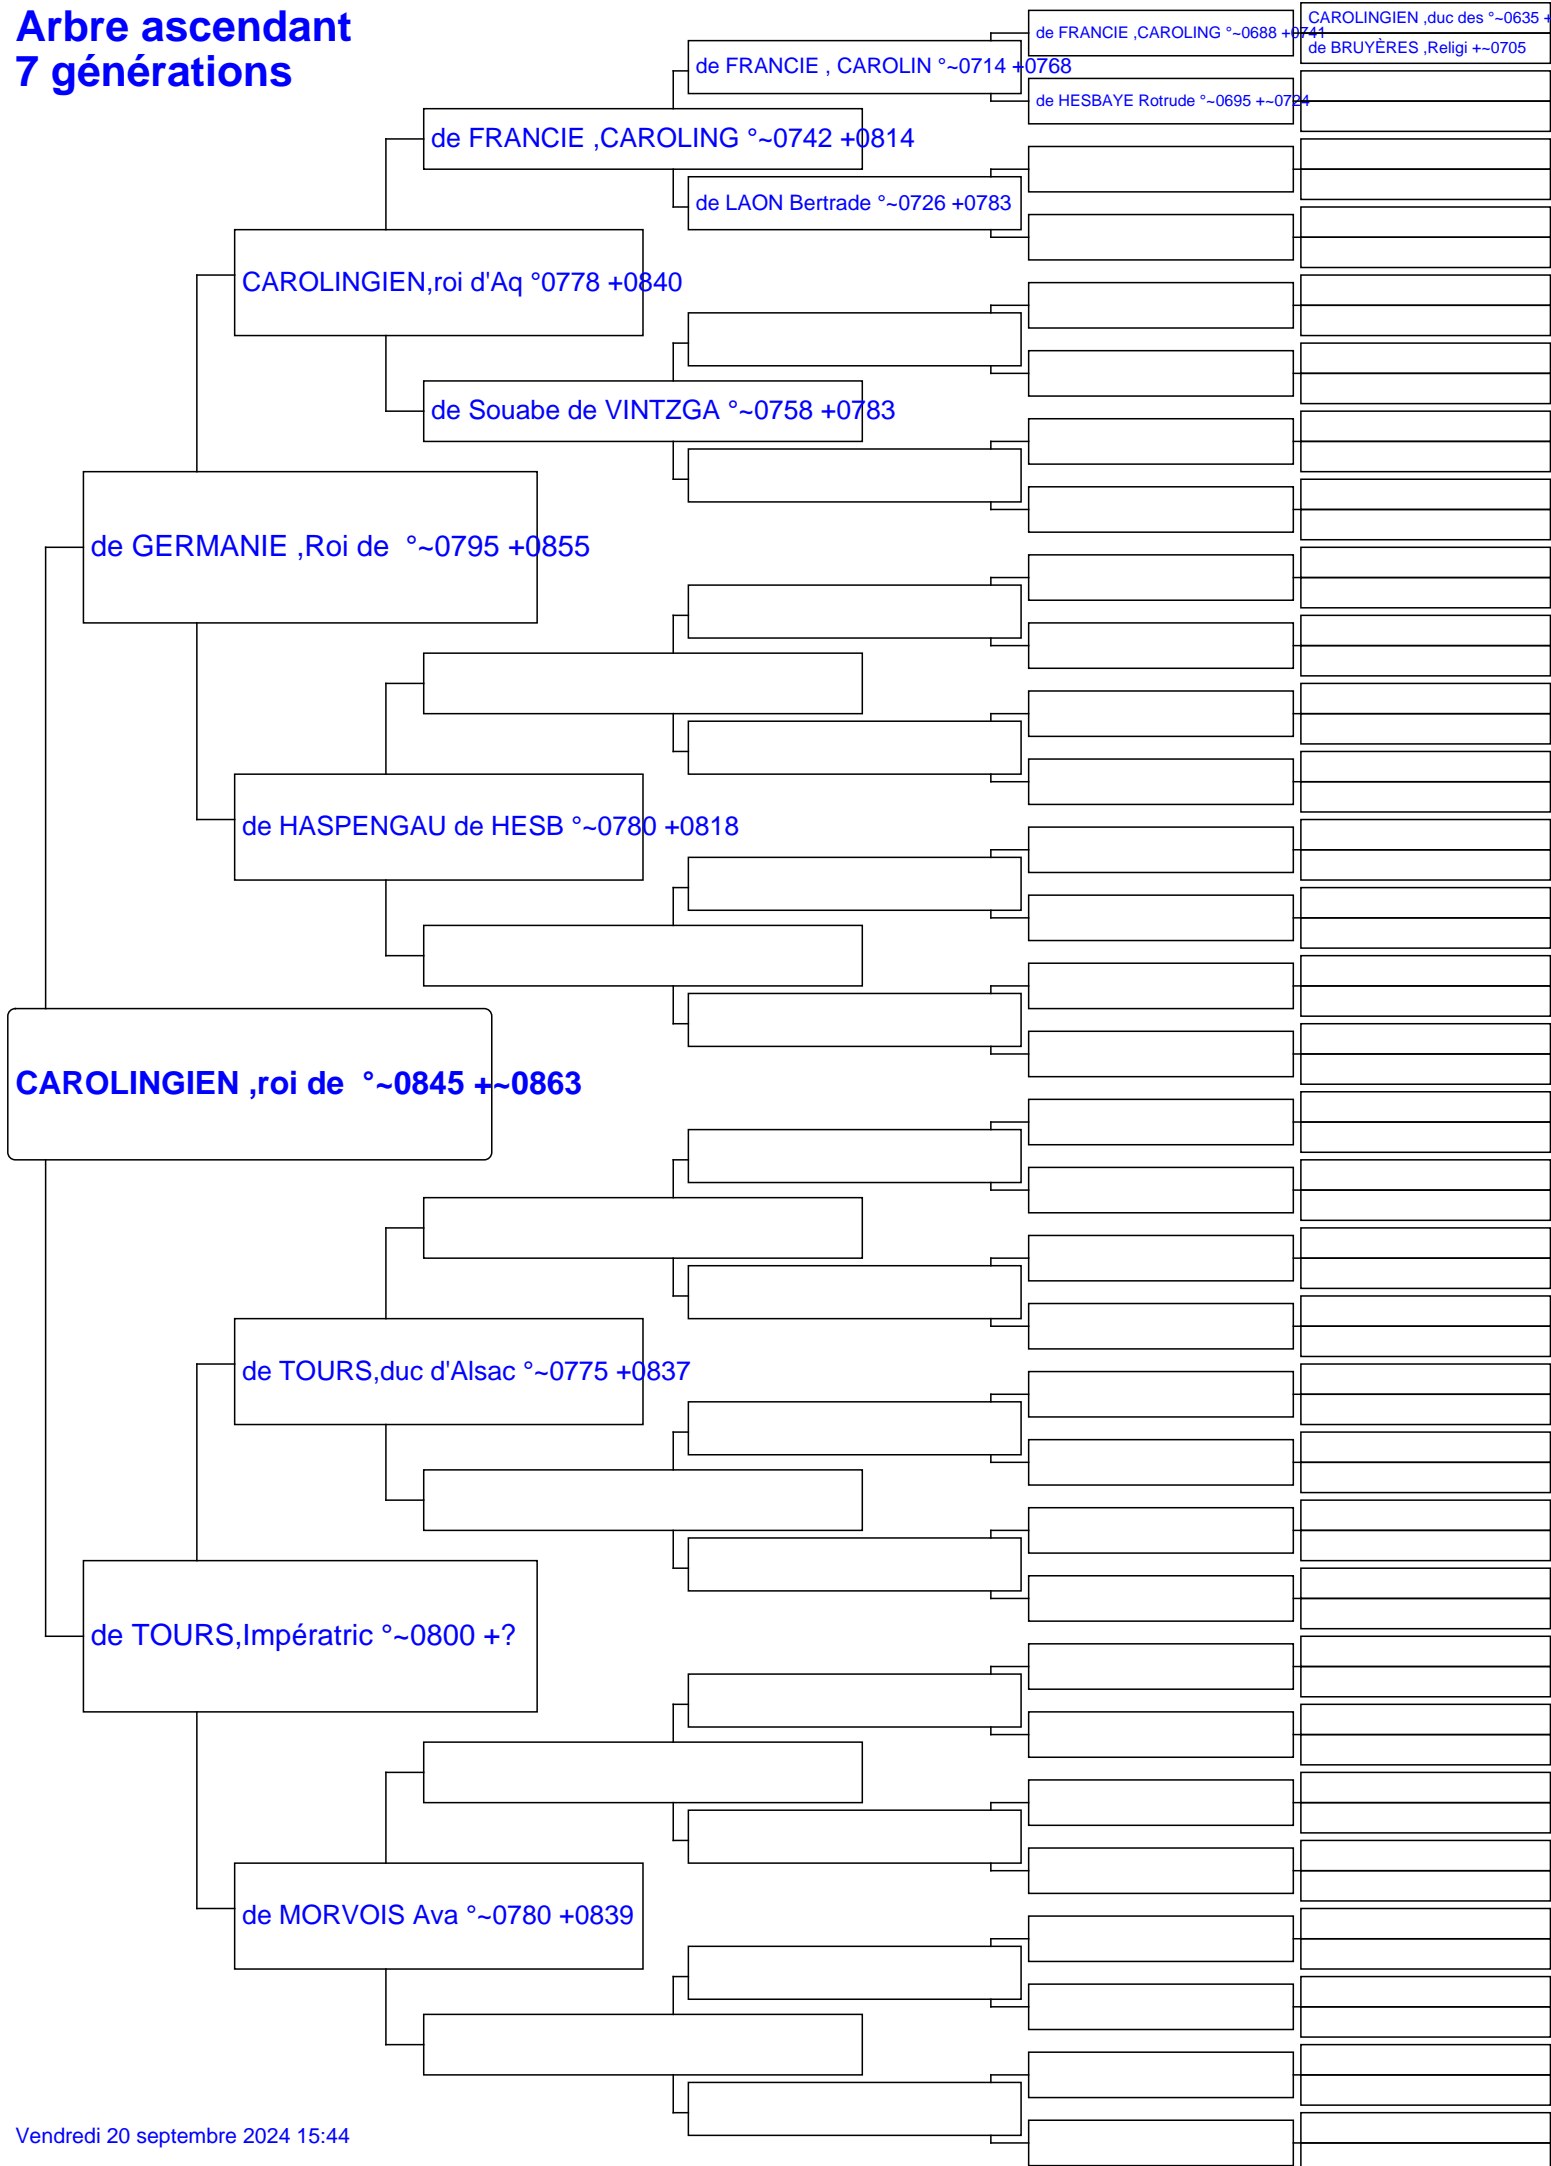 Arbre ascendant
7 générations
CAROLINGIEN ,duc des °~0635 +
de FRANCIE ,CAROLING °~0688 +0741
de BRUYÈRES ,Religi +~0705
de FRANCIE , CAROLIN °~0714 +0768
de HESBAYE Rotrude °~0695 +~0724
de FRANCIE ,CAROLING °~0742 +0814
de LAON Bertrade °~0726 +0783
CAROLINGIEN,roi d'Aq °0778 +0840
de Souabe de VINTZGA °~0758 +0783
de GERMANIE ,Roi de °~0795 +0855
de HASPENGAU de HESB °~0780 +0818
CAROLINGIEN ,roi de °~0845 +~0863
de TOURS,duc d'Alsac °~0775 +0837
de TOURS,Impératric °~0800 +?
de MORVOIS Ava °~0780 +0839
Vendredi 20 septembre 2024 15:44